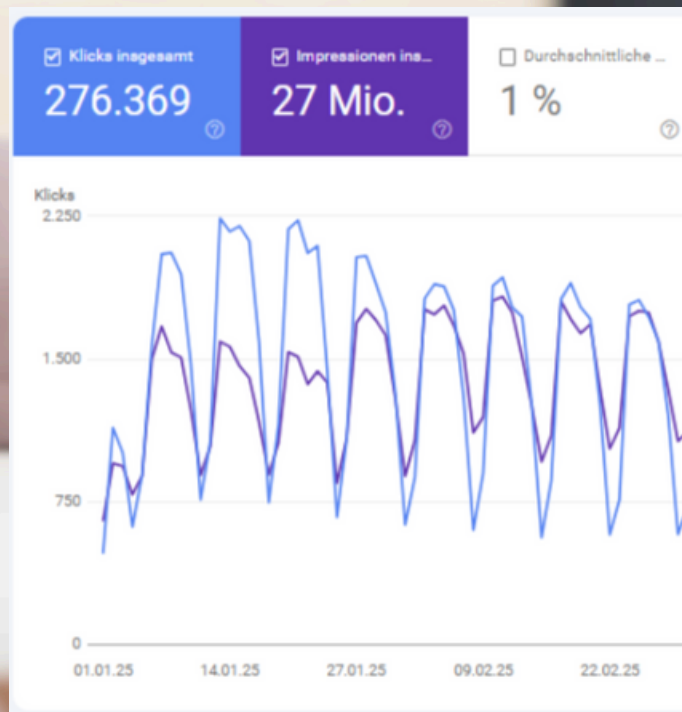 Klicks insgesamt
276.369
Impressionen ins...
27 Mio.
Durchschnittliche ...
1 %
Klicks
2.250
1.500
750
0
01.01.25
14.01.25
27.01.25
09.02.25
22.02.25